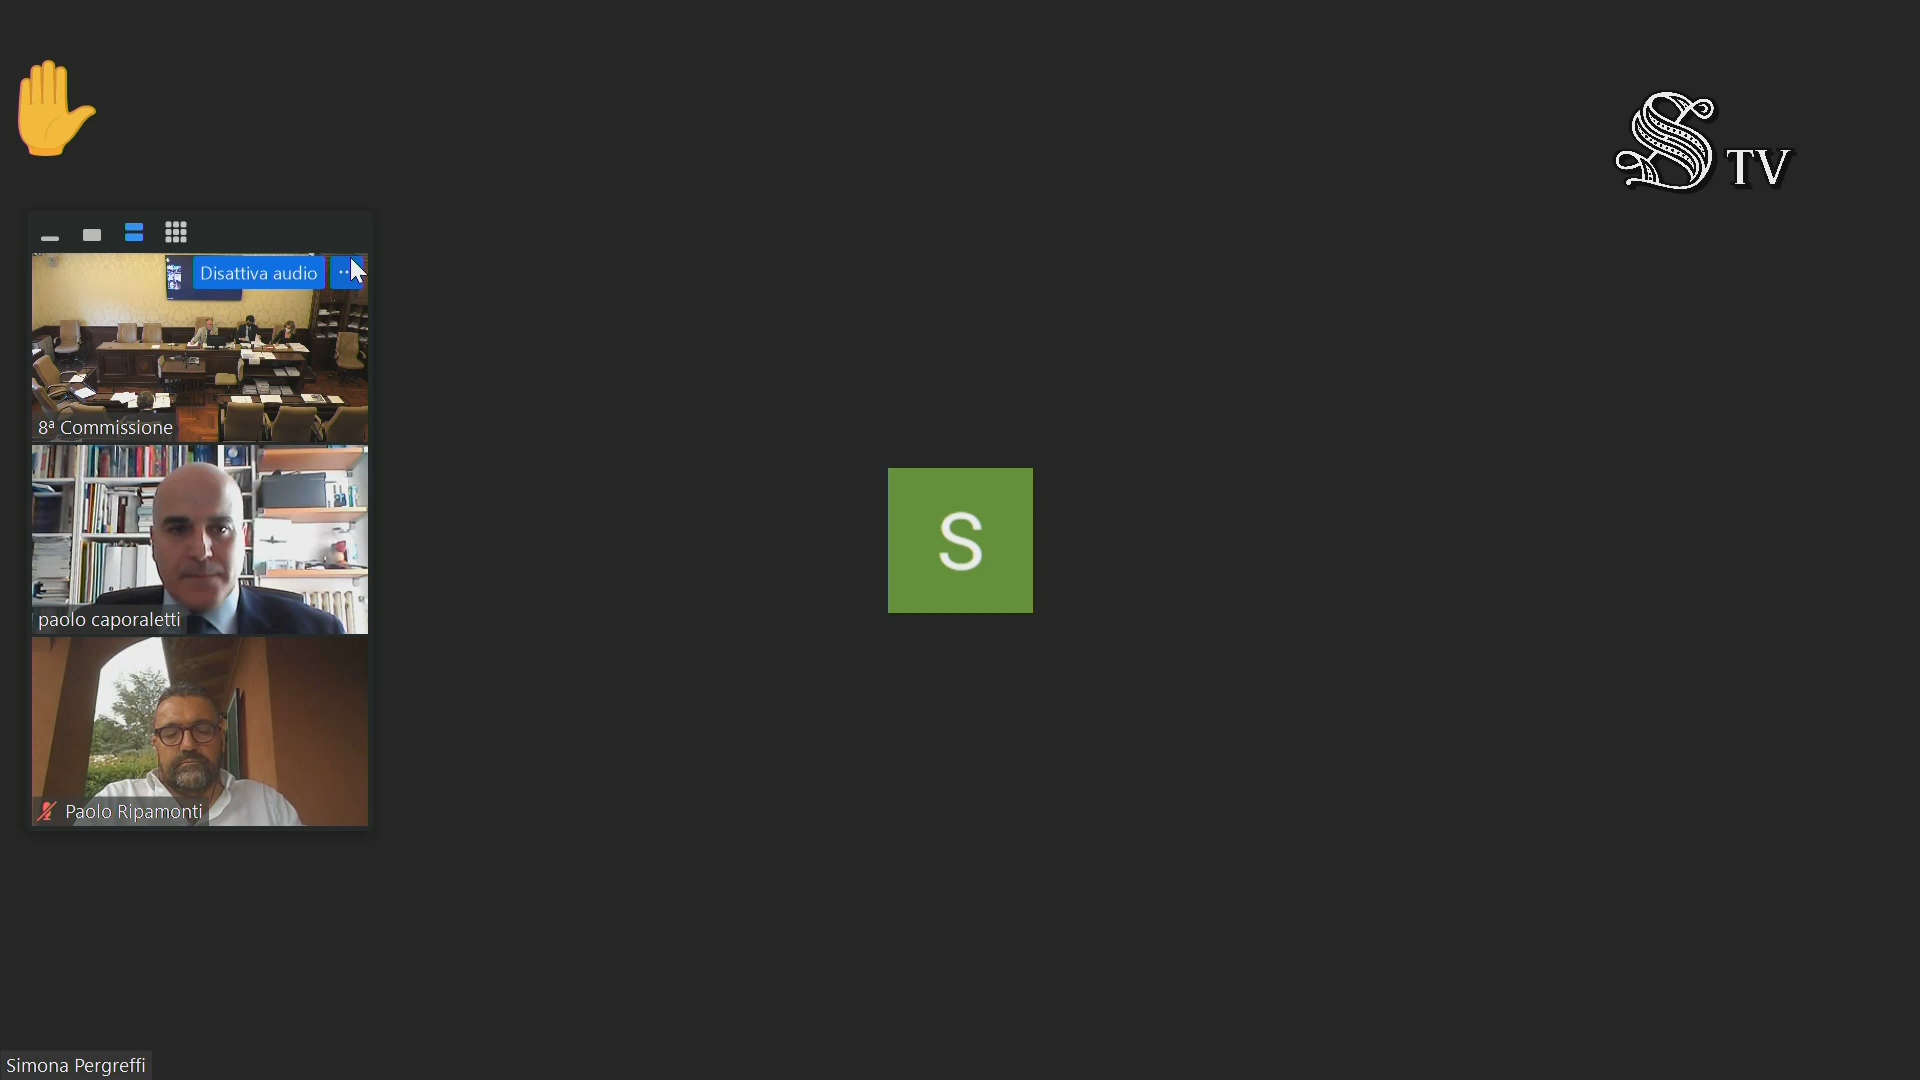 S TV
Disattiva audio
8ª Commissione
paolo caporaletti
Paolo Ripamonti
S
Simona Pergreffi